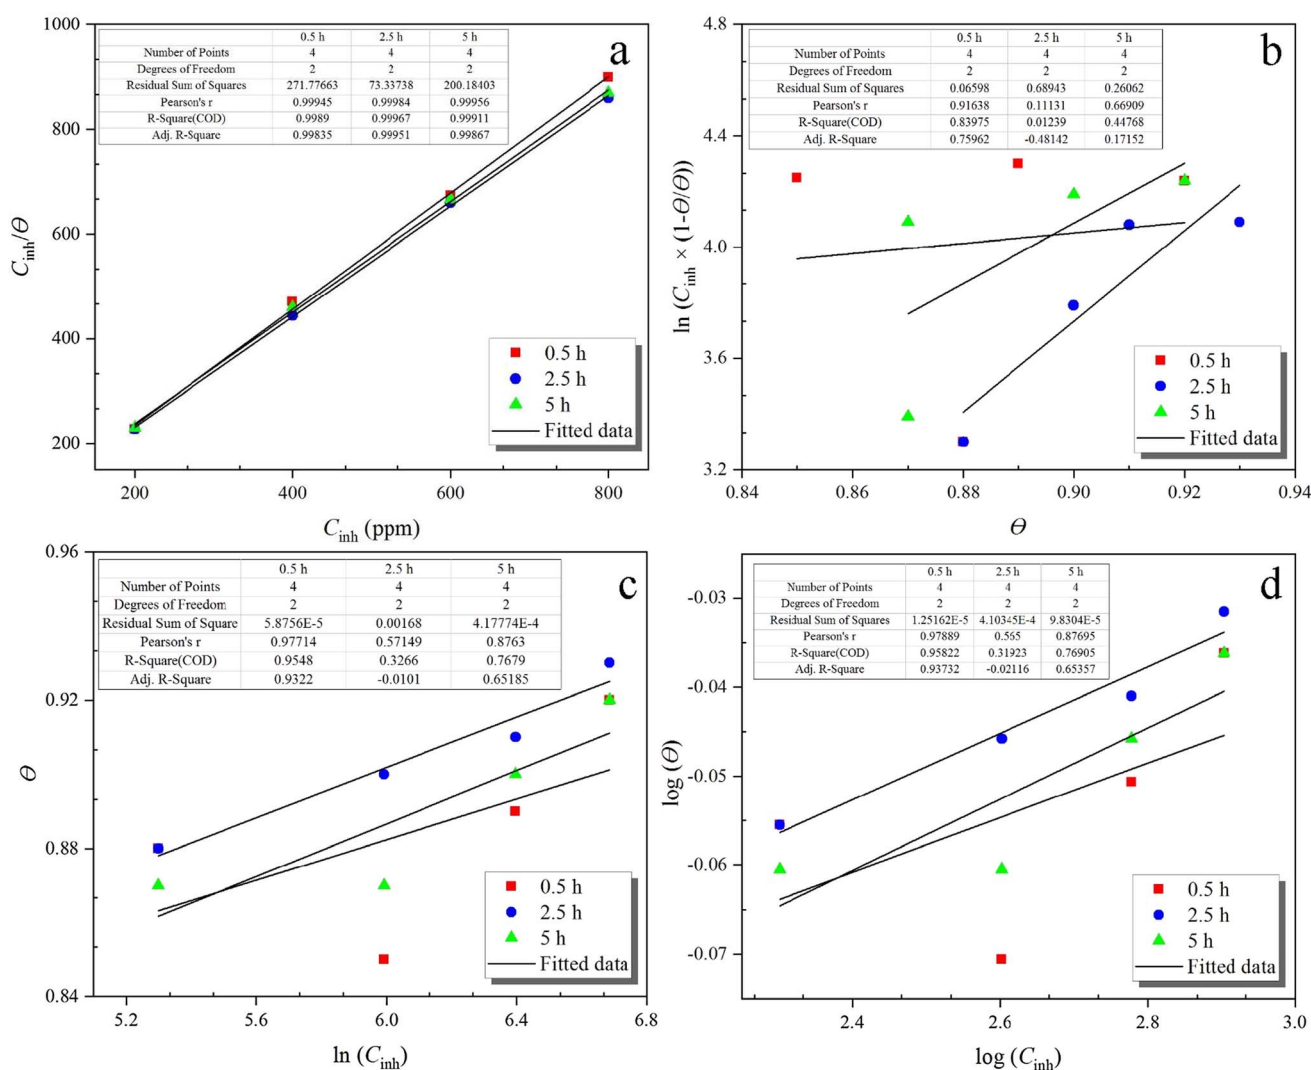 a
0.5 h 2.5 h 5 h
Number of Points 4 4 4
Degrees of Freedom 2 2 2
Residual Sum of Squares 271.77663 73.33738 200.18403
Pearson's r 0.99945 0.99984 0.99956
R-Square(COD) 0.9989 0.99967 0.99911
Adj. R-Square 0.99835 0.99951 0.99867
1000
800
600
400
200
C_inh/Θ
0.5 h
2.5 h
5 h
Fitted data
200 400 600 800
C_inh (ppm)
b
0.5 h 2.5 h 5 h
Number of Points 4 4 4
Degrees of Freedom 2 2 2
Residual Sum of Squares 0.06598 0.68943 0.26062
Pearson's r 0.91638 0.11131 0.66909
R-Square(COD) 0.83975 0.01239 0.44768
Adj. R-Square 0.75962 -0.48142 0.17152
4.8
4.4
4.0
3.6
3.2
ln (C_inh × (1-Θ/Θ)
0.5 h
2.5 h
5 h
Fitted data
0.84 0.86 0.88 0.90 0.92 0.94
Θ
c
0.5 h 2.5 h 5 h
Number of Points 4 4 4
Degrees of Freedom 2 2 2
Residual Sum of Square 5.8756E-5 0.00168 4.17774E-4
Pearson's r 0.97714 0.57149 0.8763
R-Square(COD) 0.9548 0.3266 0.7679
Adj. R-Square 0.9322 -0.0101 0.65185
0.96
0.92
0.88
0.84
Θ
0.5 h
2.5 h
5 h
Fitted data
5.2 5.6 6.0 6.4 6.8
ln (C_inh)
d
0.5 h 2.5 h 5 h
Number of Points 4 4 4
Degrees of Freedom 2 2 2
Residual Sum of Squares 1.25162E-5 4.10345E-4 9.8304E-5
Pearson's r 0.97889 0.565 0.87695
R-Square(COD) 0.95822 0.31923 0.76905
Adj. R-Square 0.93732 -0.02116 0.65357
-0.03
-0.04
-0.05
-0.06
-0.07
log (Θ)
0.5 h
2.5 h
5 h
Fitted data
2.4 2.6 2.8 3.0
log (C_inh)